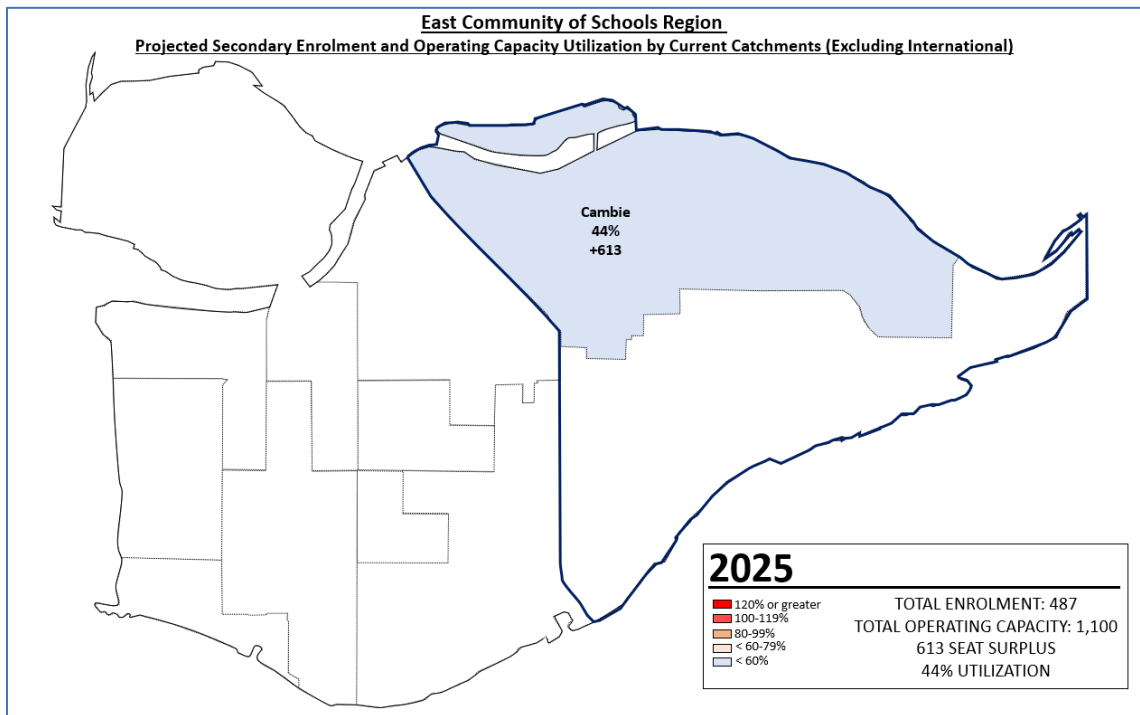 East Community of Schools Region
Projected Secondary Enrolment and Operating Capacity Utilization by Current Catchments (Excluding International)
Cambie
44%
+613
2025
120% or greater
100-119%
80-99%
< 60-79%
< 60%
TOTAL ENROLMENT: 487
TOTAL OPERATING CAPACITY: 1,100
613 SEAT SURPLUS
44% UTILIZATION